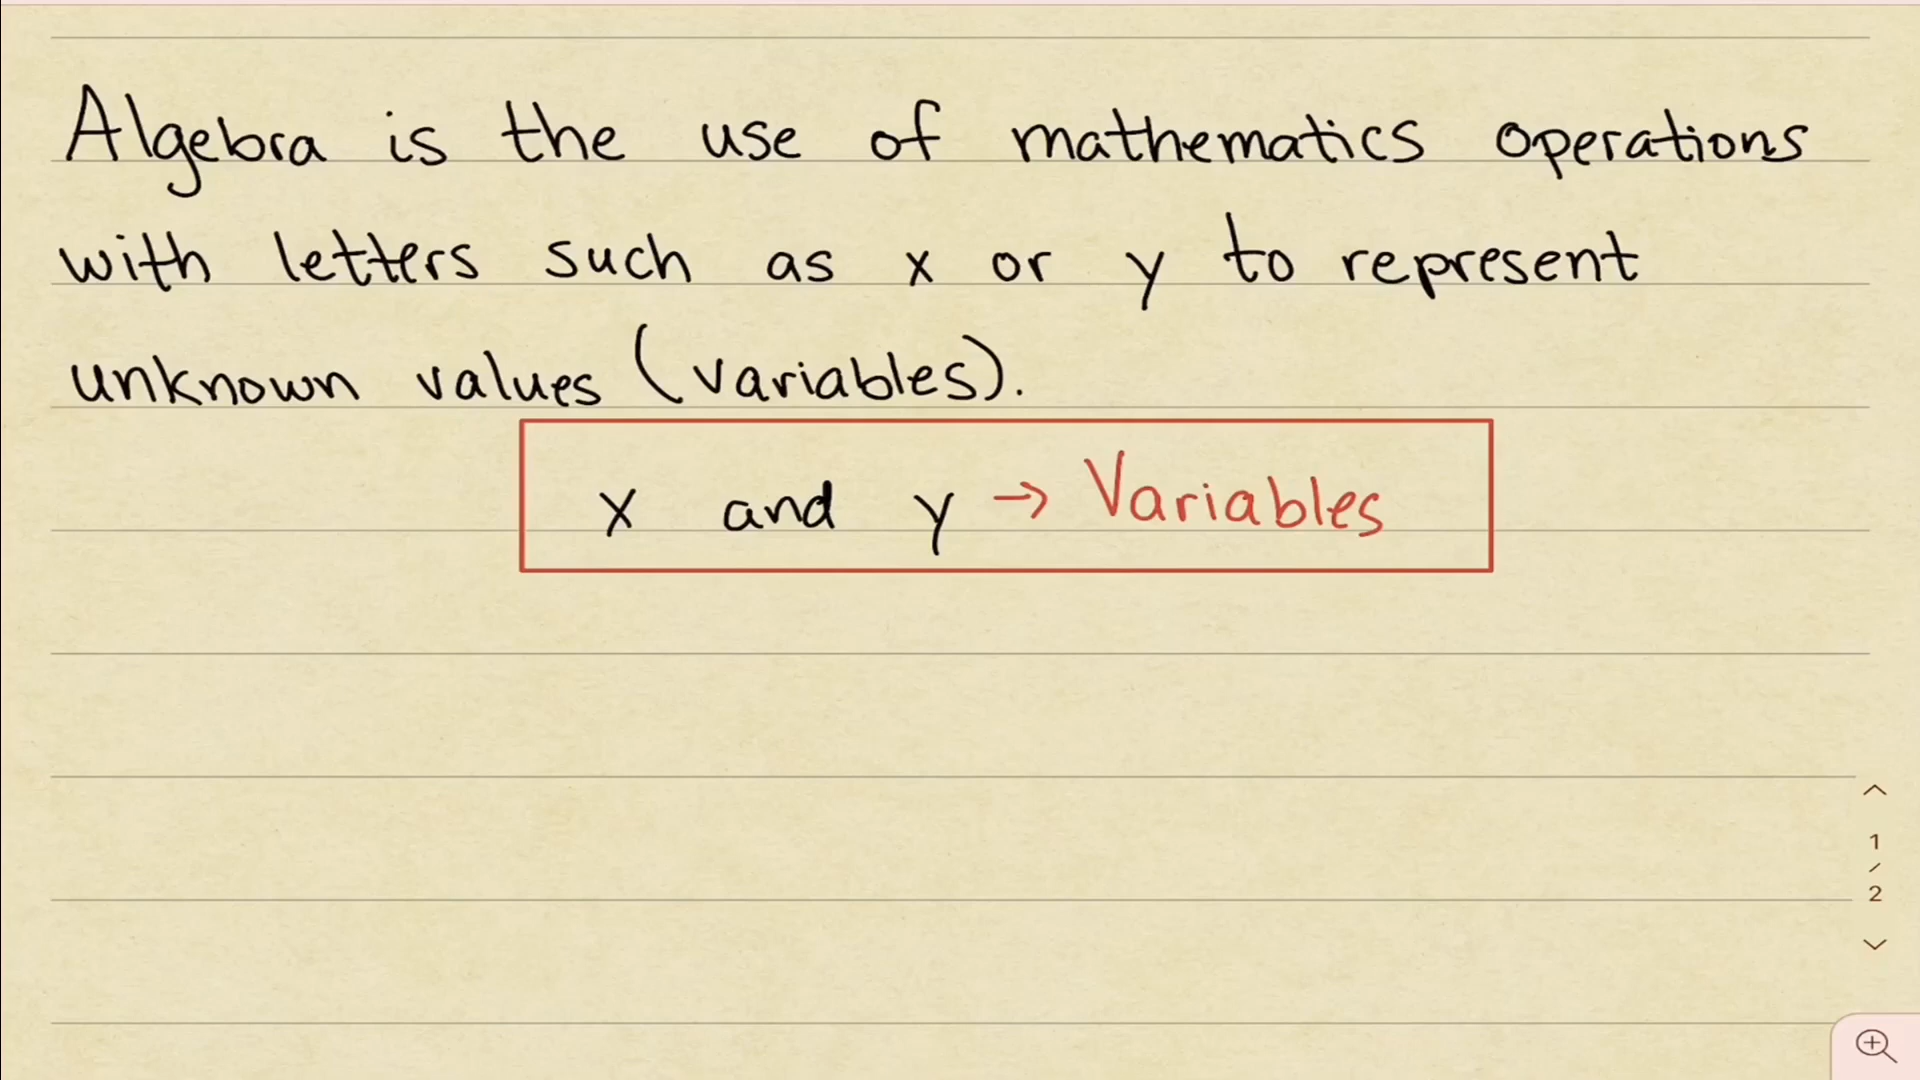 Algebra is the use of mathematics operations
with letters such as x or y to represent
unknown values (variables).
x and y → Variables
1
/
2